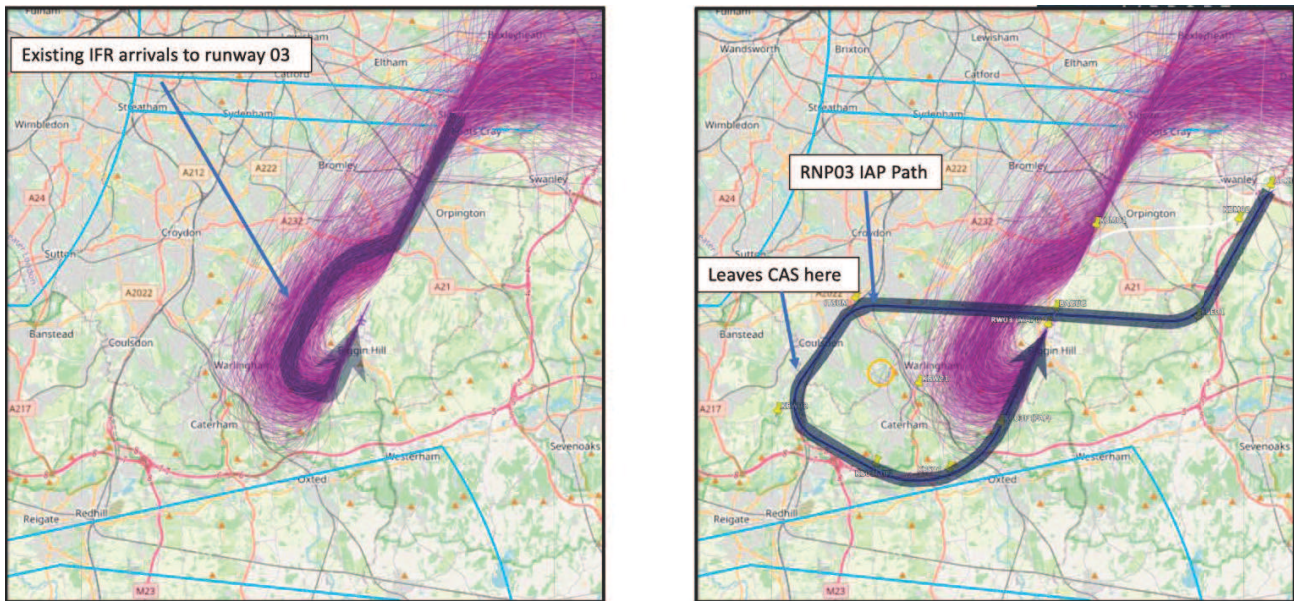 Fulham
Bexleyheath
Lewisham
Existing IFR arrivals to runway 03
Eltham
Catford
Streatham
Sydenham
Wimbledon
A222
A212
Bromley
Swanley
A24
A232
Orpington
Croydon
Sutton
A21
A2022
Banstead
Coulsdon
Biggin Hill
Warlingham
A217
Caterham
Sevenoaks
Westerham
Oxted
Redhill
Reigate
M23
Fulham
Bexleyheath
Lewisham
Brixton
Wandsworth
Eltham
Catford
Streatham
Sydenham
Wimbledon
A222
A212
Bromley
RNP03 IAP Path
A24
A232
Orpington
Croydon
Sutton
Leaves CAS here
A21
A2022
Banstead
Coulsdon
Biggin Hill
Warlingham
A217
Caterham
Sevenoaks
Westerham
Oxted
Redhill
Reigate
M23